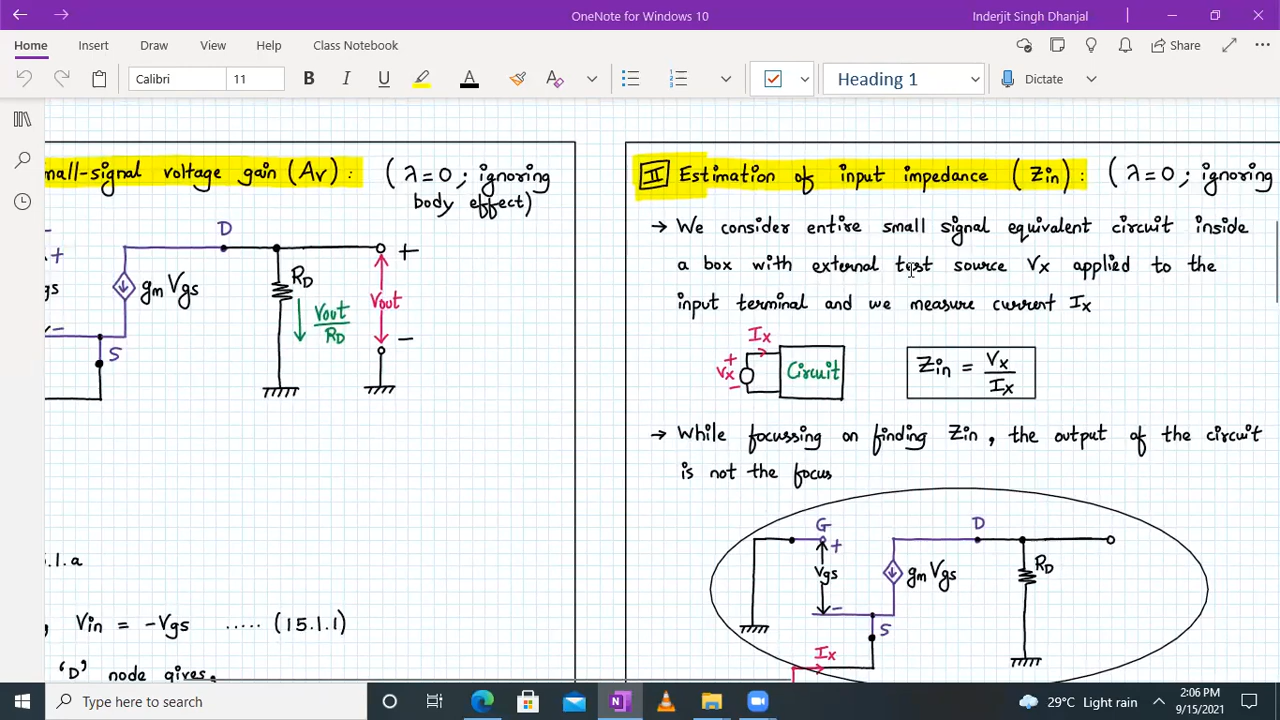 OneNote for Windows 10
Inderjit Singh Dhanjal
Home Insert Draw View Help Class Notebook
Share
Calibri 11 B I U A Heading 1 Dictate
mall-signal voltage gain (Av) : (λ=0 ; ignoring
body effect)
D
+
gs
gm Vgs
RD
Vout
RD
Vout
+
-
-
S
5.1.a
, Vin = -Vgs ..... (15.1.1)
'D' node gives,
II Estimation of input impedance (Zin) : (λ=0 ; ignoring
→ We consider entire small signal equivalent circuit inside
a box with external test source Vx applied to the
input terminal and we measure current Ix
Ix
+
Vx
-
Circuit
Zin = Vx
Ix
→ While focussing on finding Zin, the output of the circuit
is not the focus
G
D
+
Vgs
-
gm Vgs
RD
S
Ix
Type here to search
29°C Light rain
2:06 PM
9/15/2021